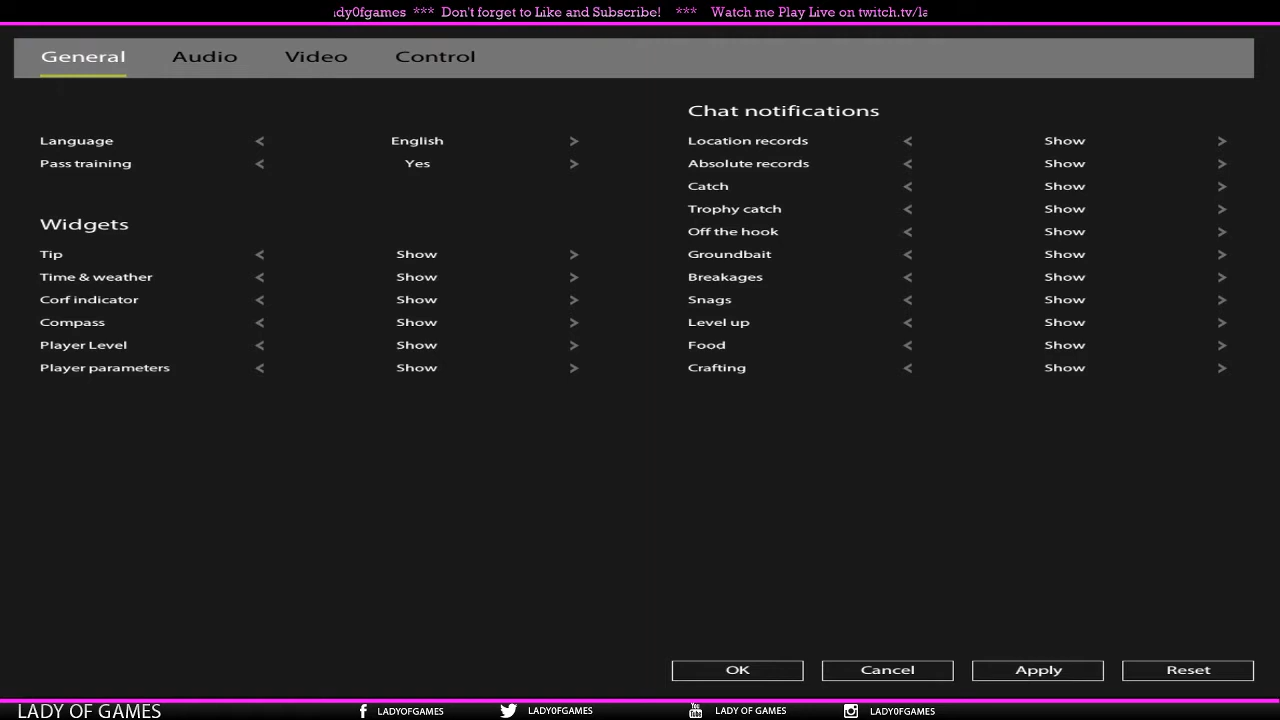 ady0fgames *** Don't forget to Like and Subscribe! *** Watch me Play Live on twitch.tv/la
General Audio Video Control
Chat notifications
Language < English >
Pass training < Yes >
Widgets
Tip < Show >
Time & weather < Show >
Corf indicator < Show >
Compass < Show >
Player Level < Show >
Player parameters < Show >
Location records < Show >
Absolute records < Show >
Catch < Show >
Trophy catch < Show >
Off the hook < Show >
Groundbait < Show >
Breakages < Show >
Snags < Show >
Level up < Show >
Food < Show >
Crafting < Show >
OK Cancel Apply Reset
LADY OF GAMES f LADYOFGAMES LADY0FGAMES You Tube LADY OF GAMES LADY0FGAMES